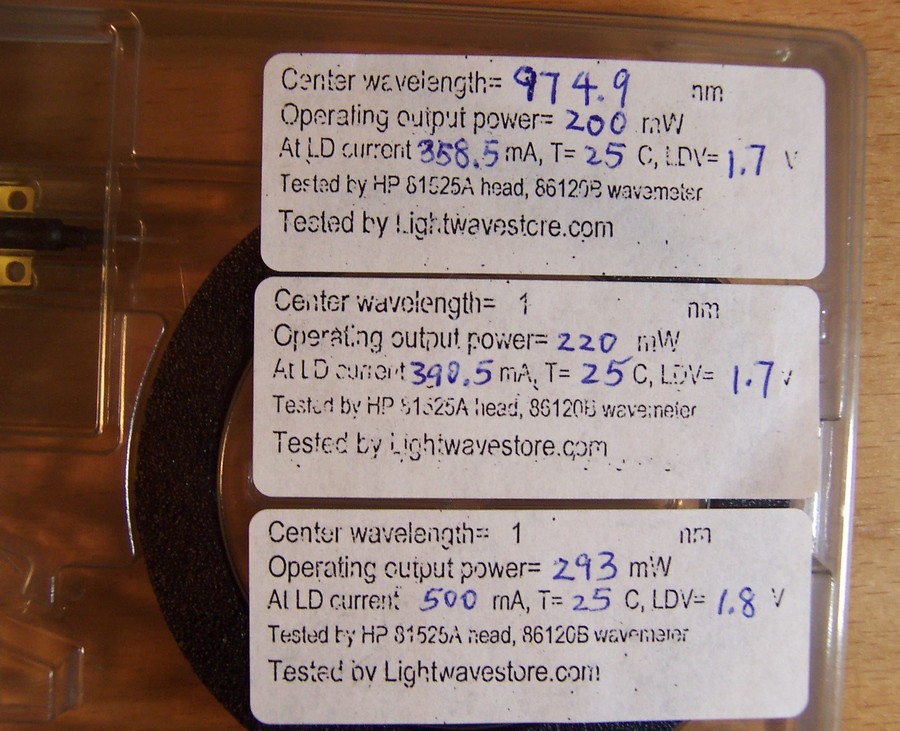 Center wavelength= 974.9 nm
Operating output power= 200 mW
At LD current 358.5 mA, T= 25 C, LDV= 1.7 V
Tested by HP 81525A head, 86120B wavemeter
Tested by Lightwavestore.com
Center wavelength= 1 nm
Operating output power= 220 mW
At LD current 390.5 mA, T= 25 C, LDV= 1.7 V
Tested by HP 81525A head, 86120B wavemeter
Tested by Lightwavestore.com
Center wavelength= 1 nm
Operating output power= 293 mW
At LD current 500 mA, T= 25 C, LDV= 1.8 V
Tested by HP 81525A head, 86120B wavemeter
Tested by Lightwavestore.com